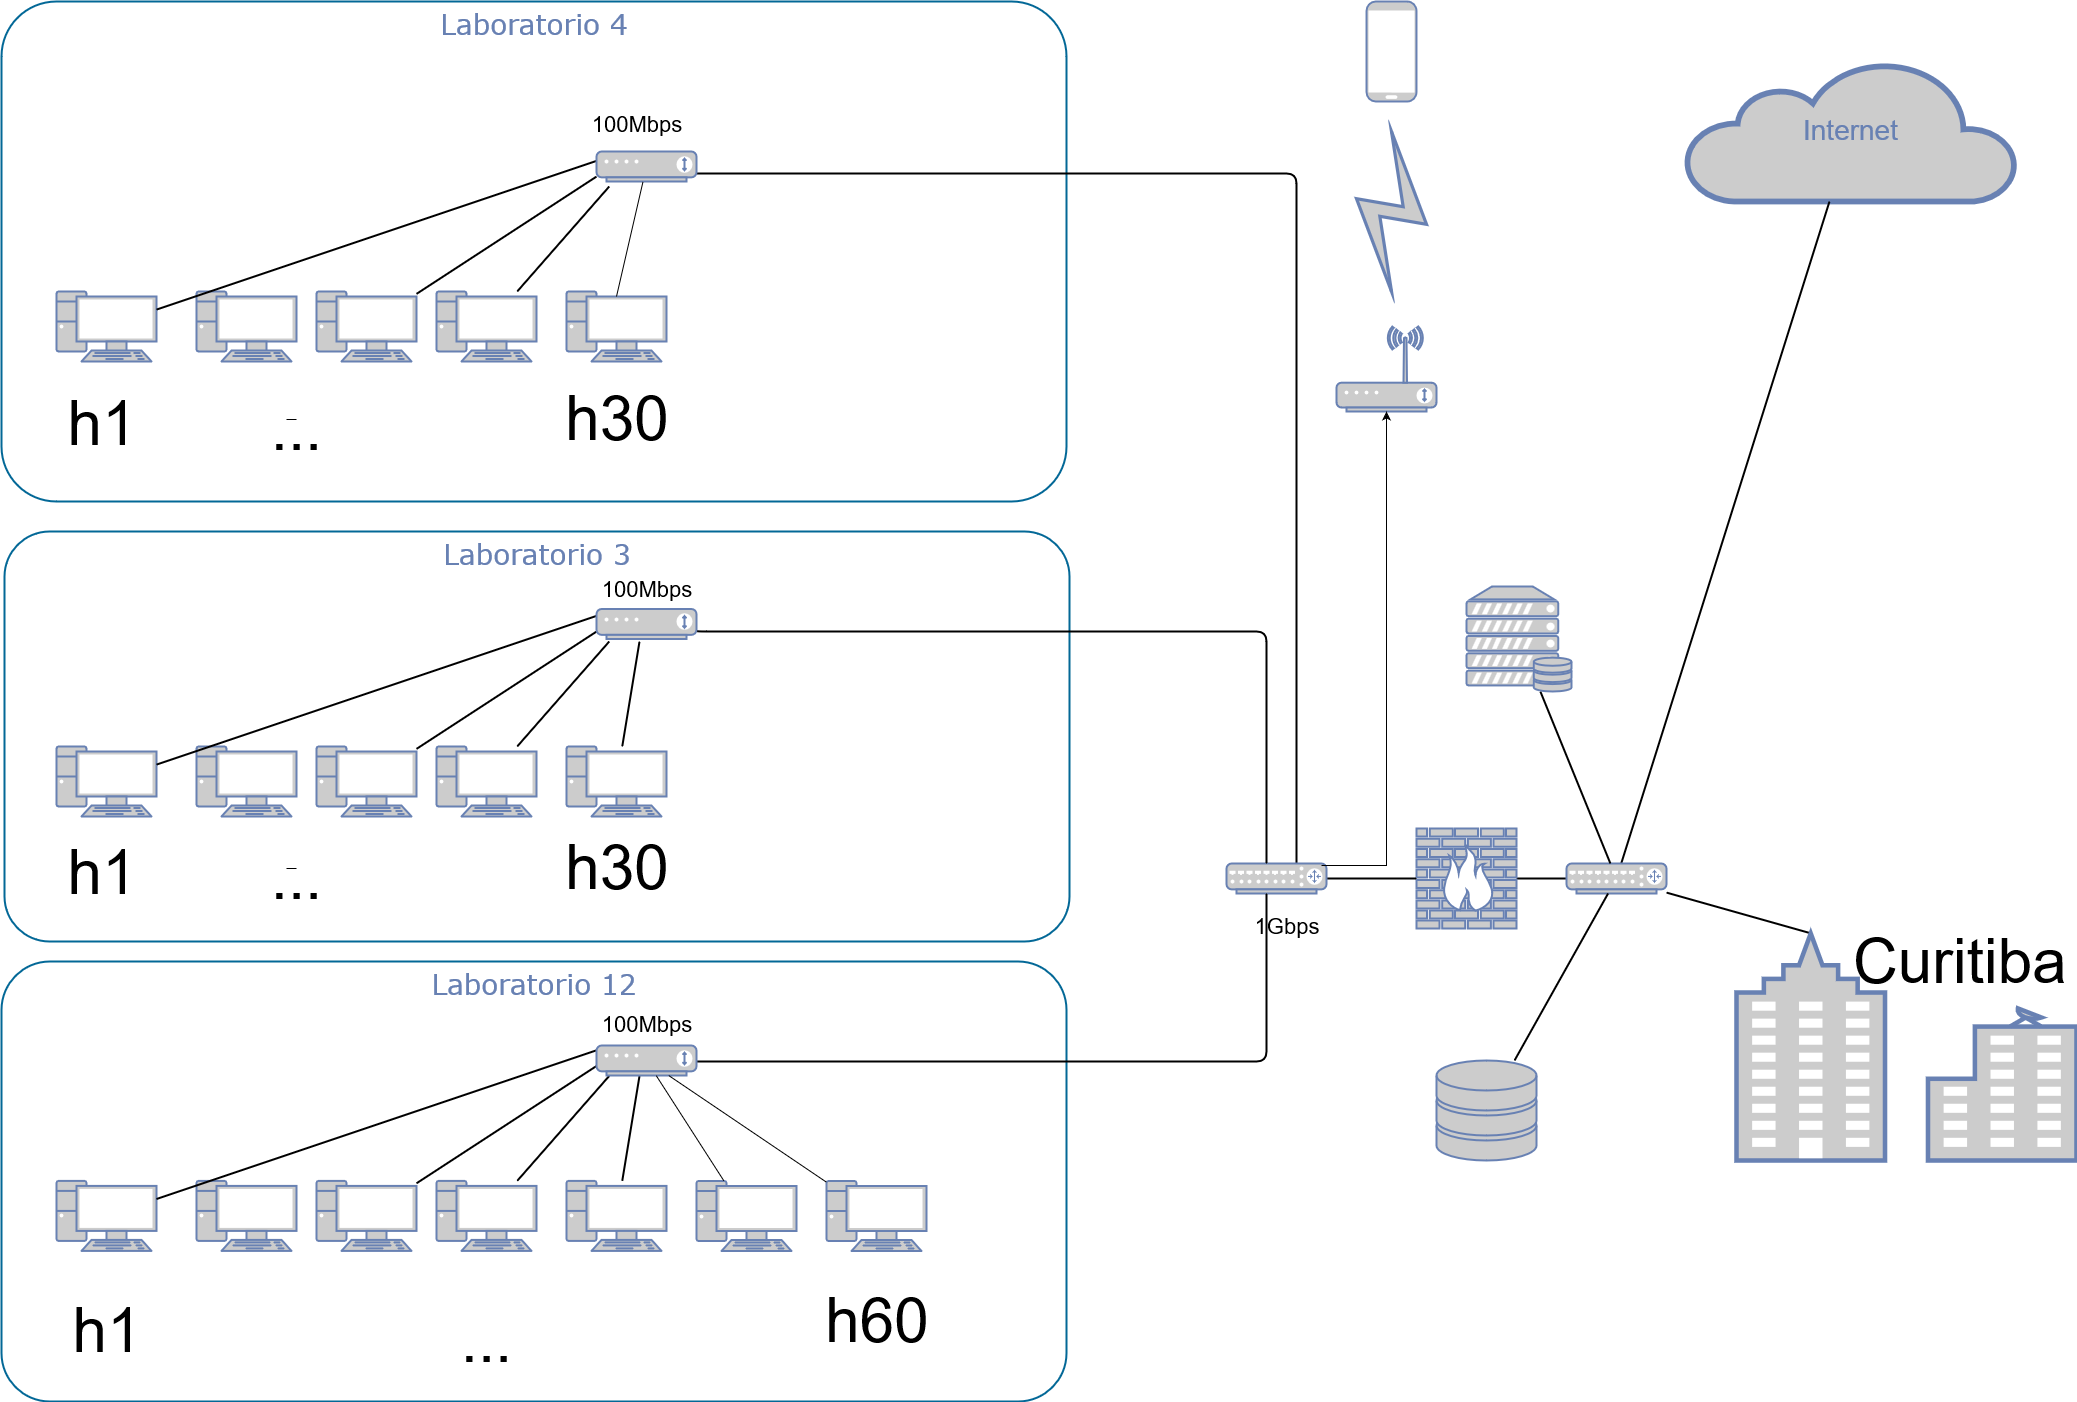 Laboratorio 4
100Mbps
h1
...
h30
Internet
Laboratorio 3
100Mbps
h1
...
h30
1Gbps
Laboratorio 12
100Mbps
h1
...
h60
Curitiba